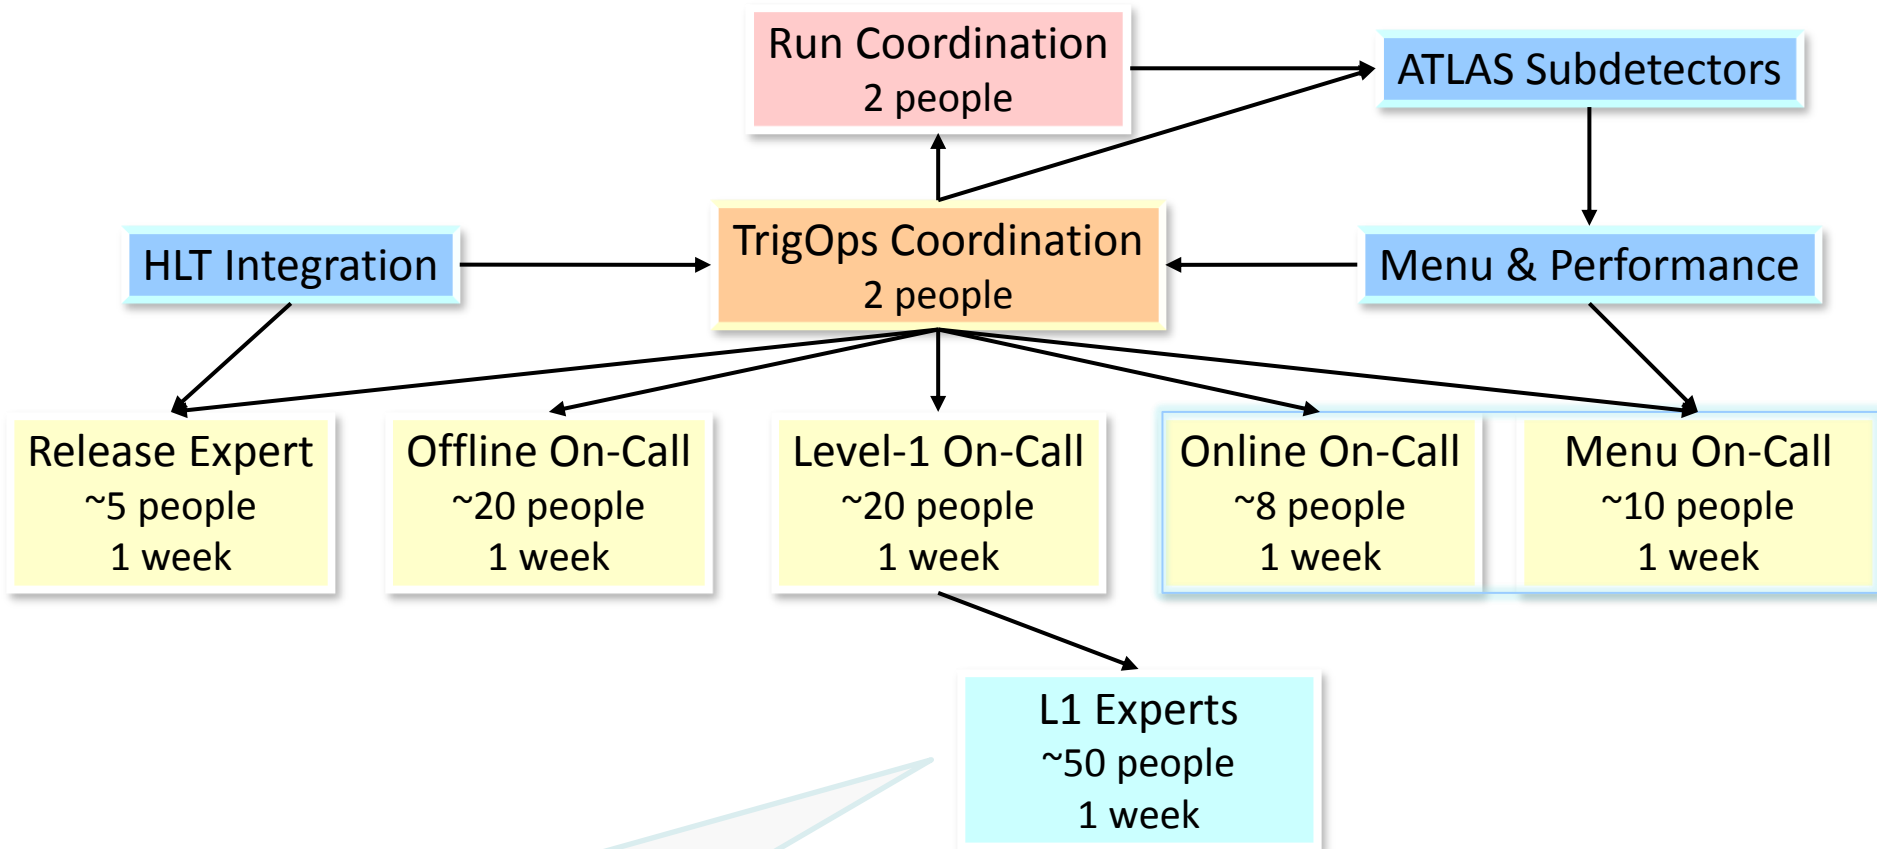 Run Coordination
2 people
ATLAS Subdetectors
HLT Integration
TrigOps Coordination
2 people
Menu & Performance
Release Expert
~5 people
1 week
Offline On-Call
~20 people
1 week
Level-1 On-Call
~20 people
1 week
Online On-Call
~8 people
1 week
Menu On-Call
~10 people
1 week
L1 Experts
~50 people
1 week